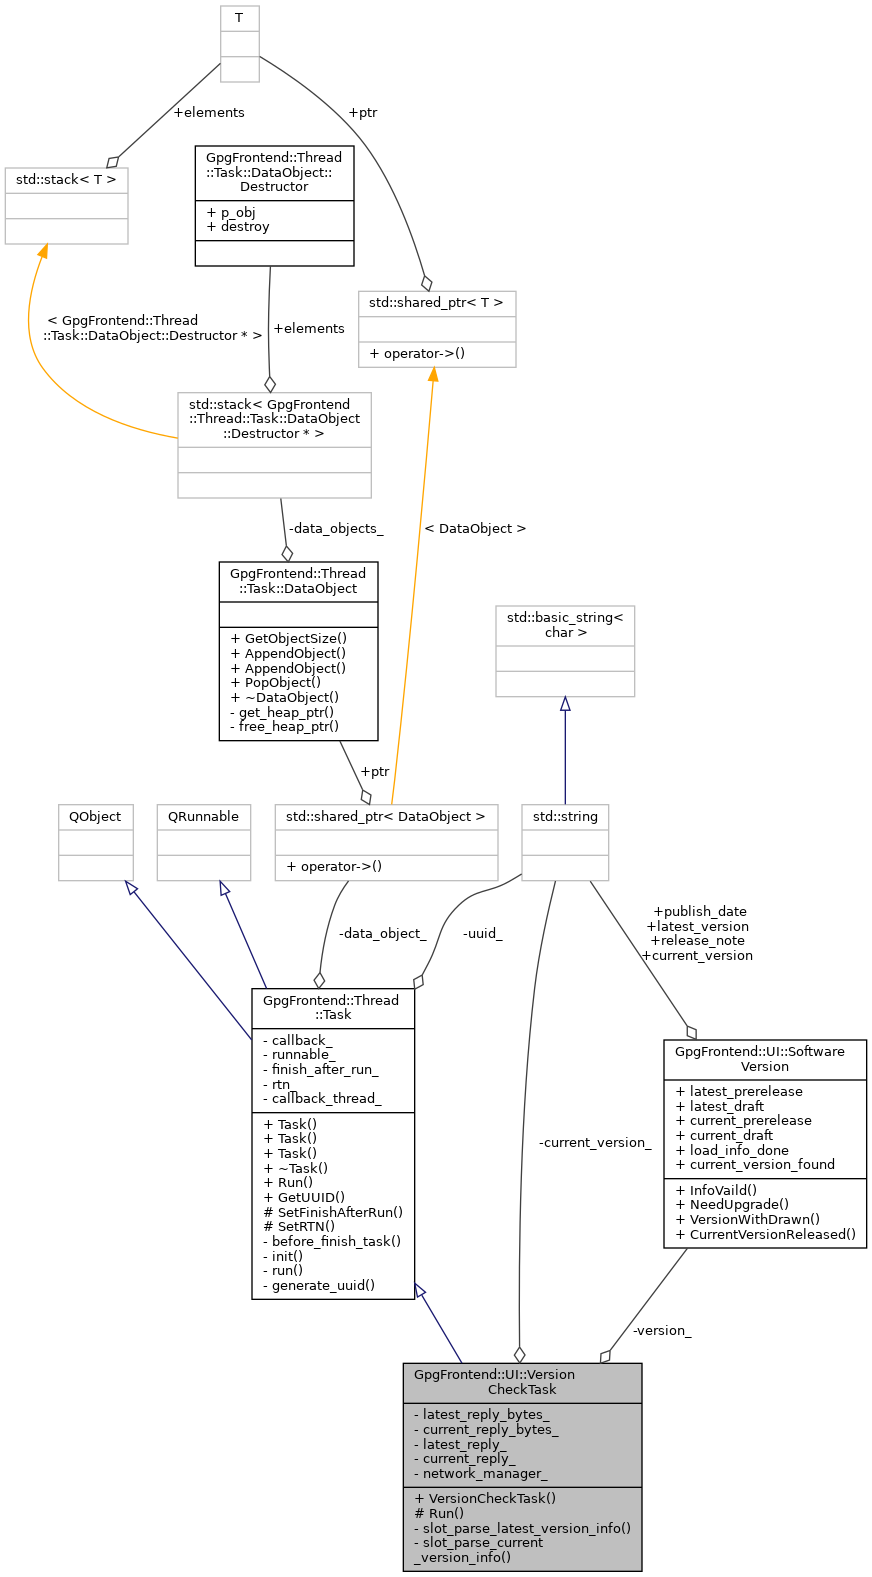 T
+elements
+ptr
std::stack< T >
GpgFrontend::Thread
::Task::DataObject::
Destructor
+ p_obj
+ destroy
std::shared_ptr< T >
+ operator->()
< GpgFrontend::Thread
::Task::DataObject::Destructor * >
+elements
std::stack< GpgFrontend
::Thread::Task::DataObject
::Destructor * >
-data_objects_
< DataObject >
GpgFrontend::Thread
::Task::DataObject
+ GetObjectSize()
+ AppendObject()
+ AppendObject()
+ PopObject()
+ ~DataObject()
- get_heap_ptr()
- free_heap_ptr()
std::basic_string<
char >
+ptr
QObject
QRunnable
std::shared_ptr< DataObject >
+ operator->()
std::string
-data_object_
-uuid_
+publish_date
+latest_version
+release_note
+current_version
GpgFrontend::Thread
::Task
- callback_
- runnable_
- finish_after_run_
- rtn_
- callback_thread_
+ Task()
+ Task()
+ Task()
+ ~Task()
+ Run()
+ GetUUID()
# SetFinishAfterRun()
# SetRTN()
- before_finish_task()
- init()
- run()
- generate_uuid()
-current_version_
GpgFrontend::UI::Software
Version
+ latest_prerelease
+ latest_draft
+ current_prerelease
+ current_draft
+ load_info_done
+ current_version_found
+ InfoVaild()
+ NeedUpgrade()
+ VersionWithDrawn()
+ CurrentVersionReleased()
-version_
GpgFrontend::UI::Version
CheckTask
- latest_reply_bytes_
- current_reply_bytes_
- latest_reply_
- current_reply_
- network_manager_
+ VersionCheckTask()
# Run()
- slot_parse_latest_version_info()
- slot_parse_current
_version_info()